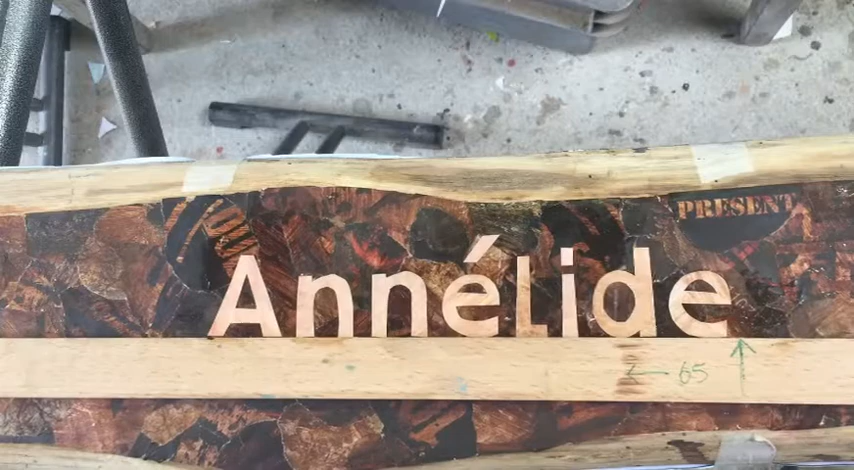 PRESENT
Annélide
← 65 ↑